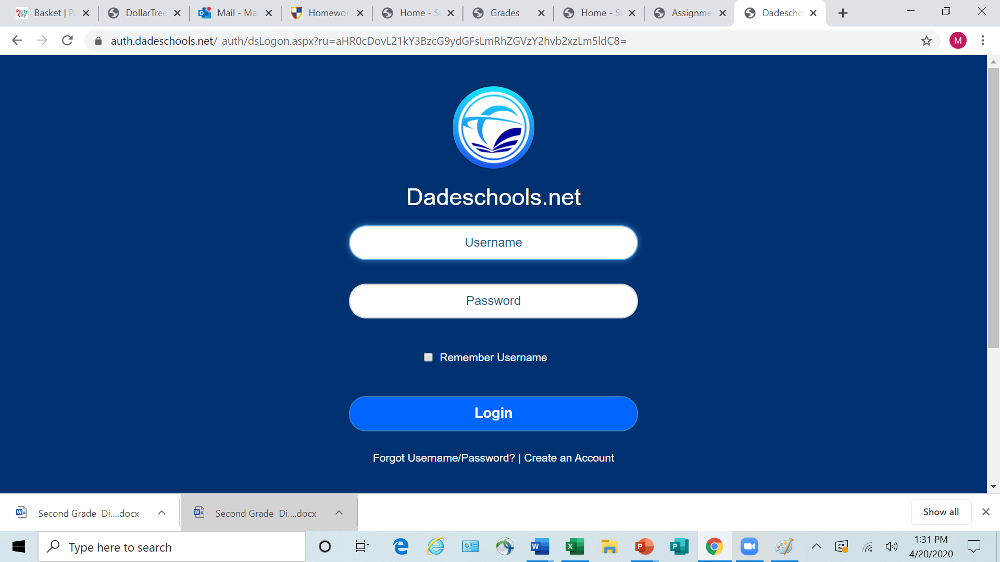 Party City
Basket | P
DollarTree
Mail - Ma
Homewor
Home - S
Grades
Home - S
Assignme
Dadescho
auth.dadeschools.net/_auth/dsLogon.aspx?ru=aHR0cDovL21kY3BzcG9ydGFsLmRhZGVzY2hvb2xzLm5ldC8=
M
Dadeschools.net
Username
Password
Remember Username
Login
Forgot Username/Password? | Create an Account
Second Grade Di....docx
Second Grade Di....docx
Show all
Type here to search
1:31 PM
4/20/2020